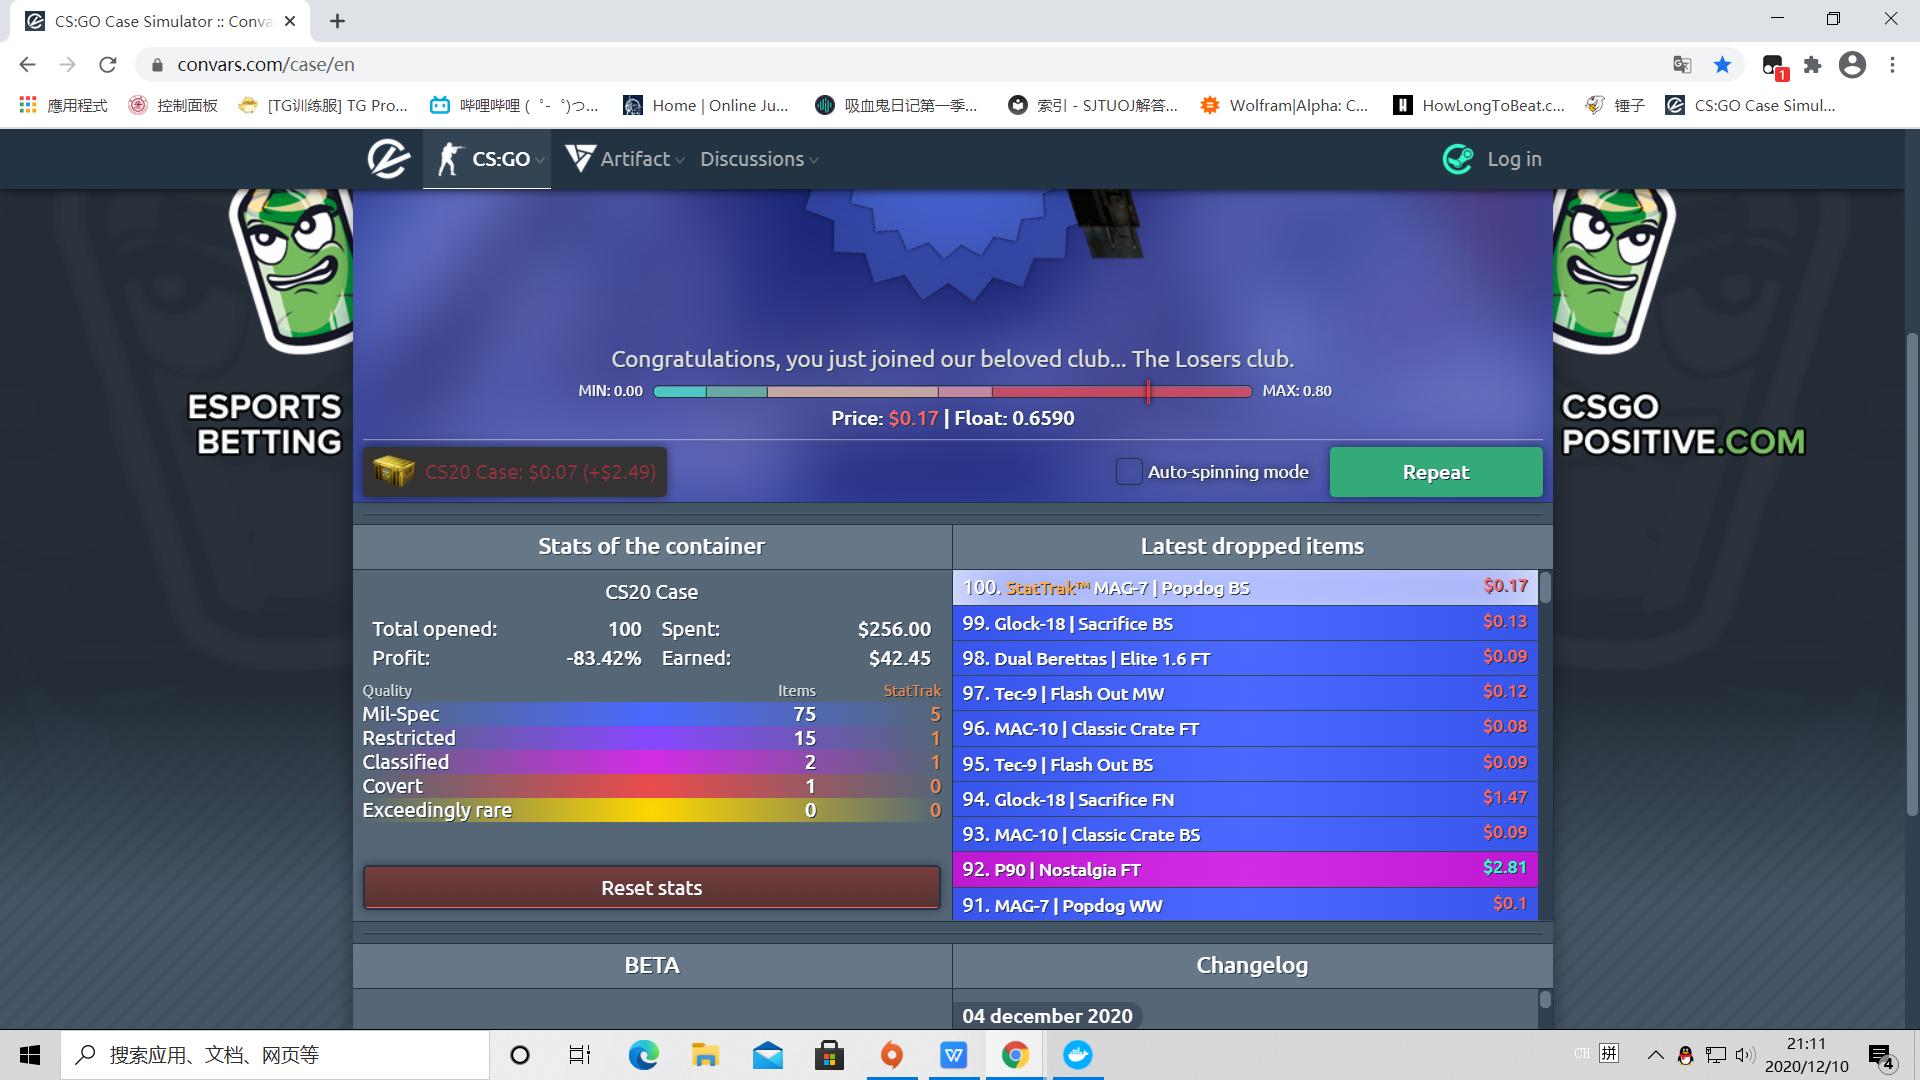 CS:GO Case Simulator :: Conva
convars.com/case/en
1
應用程式
控制面板
[TG训练服] TG Pro...
哔哩哔哩 ( ゜- ゜)つ...
Home | Online Ju...
吸血鬼日记第一季...
索引 - SJTUOJ解答...
Wolfram|Alpha: C...
HowLongToBeat.c...
锤子
CS:GO Case Simul...
CS:GO
Artifact
Discussions
Log in
ESPORTS
BETTING
CSGO
POSITIVE.COM
Congratulations, you just joined our beloved club... The Losers club.
MIN: 0.00
MAX: 0.80
Price: $0.17 | Float: 0.6590
CS20 Case: $0.07 (+$2.49)
Auto-spinning mode
Repeat
Stats of the container
CS20 Case
Total opened: 100 Spent: $256.00
Profit: -83.42% Earned: $42.45
Quality Items StatTrak
Mil-Spec 75 5
Restricted 15 1
Classified 2 1
Covert 1 0
Exceedingly rare 0 0
Reset stats
Latest dropped items
100. StatTrak™ MAG-7 | Popdog BS $0.17
99. Glock-18 | Sacrifice BS $0.13
98. Dual Berettas | Elite 1.6 FT $0.09
97. Tec-9 | Flash Out MW $0.12
96. MAC-10 | Classic Crate FT $0.08
95. Tec-9 | Flash Out BS $0.09
94. Glock-18 | Sacrifice FN $1.47
93. MAC-10 | Classic Crate BS $0.09
92. P90 | Nostalgia FT $2.81
91. MAG-7 | Popdog WW $0.1
BETA
Changelog
04 december 2020
搜索应用、文档、网页等
CH
拼
21:11
2020/12/10
4